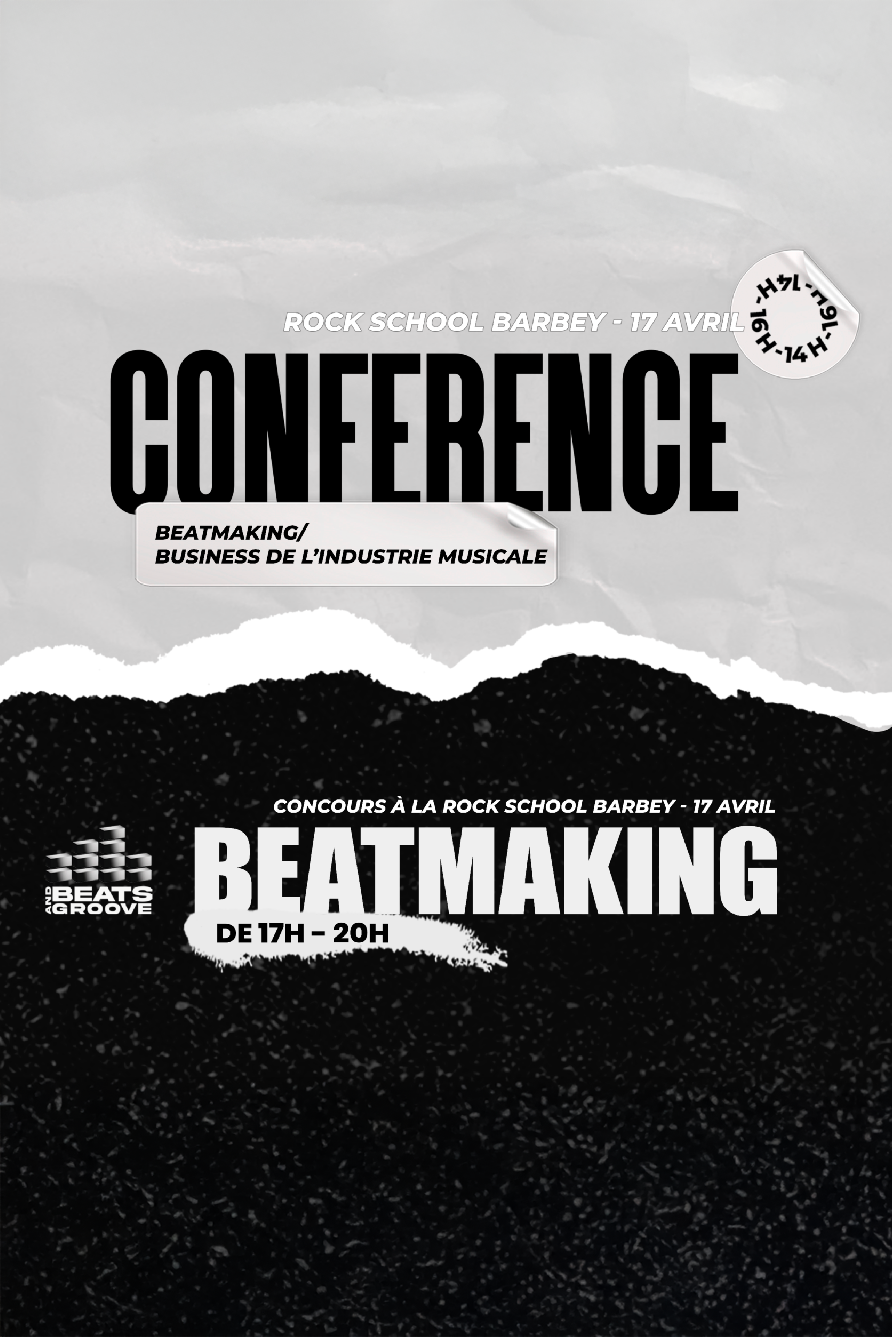 ROCK SCHOOL BARBEY - 17 AVRIL
14H-16H-14H-16H-
CONFERENCE
BEATMAKING/
BUSINESS DE L’INDUSTRIE MUSICALE
CONCOURS À LA ROCK SCHOOL BARBEY - 17 AVRIL
BEATMAKING
AND BEATS
GROOVE
DE 17H – 20H